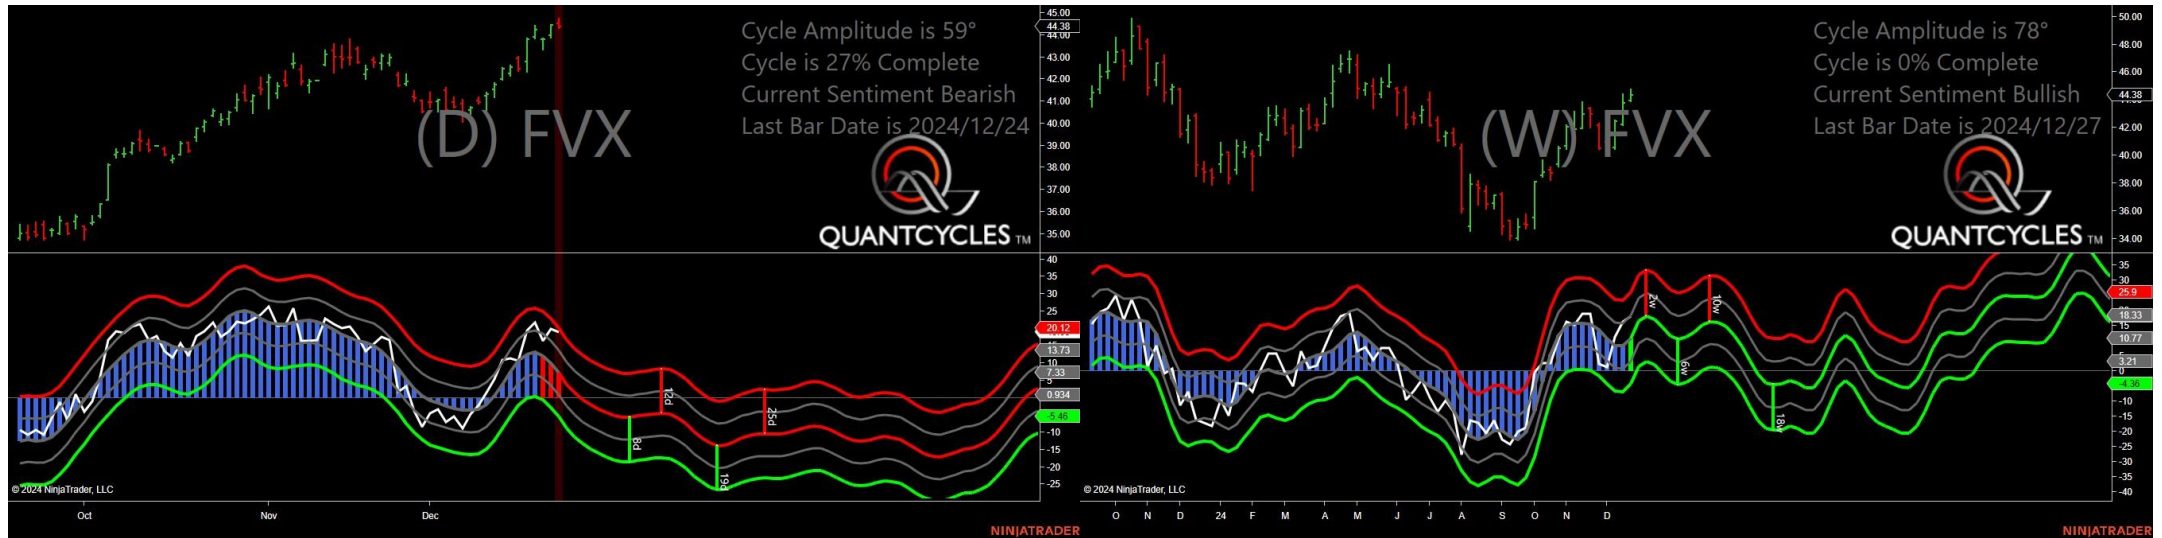 Cycle Amplitude is 59°
Cycle is 27% Complete
Current Sentiment Bearish
Last Bar Date is 2024/12/24
(D) FVX
QUANTCYCLES TM
45.00
44.38
44.00
43.00
42.00
41.00
40.00
39.00
38.00
37.00
36.00
35.00
40
35
30
25
20.12
13.73
10
7.33
5
0.934
-5.46
-10
-15
-20
-25
8d
12d
19d
25d
© 2024 NinjaTrader, LLC
Oct Nov Dec
NINJATRADER
Cycle Amplitude is 78°
Cycle is 0% Complete
Current Sentiment Bullish
Last Bar Date is 2024/12/27
(W) FVX
QUANTCYCLES TM
50.00
48.00
46.00
44.38
42.00
40.00
38.00
36.00
34.00
35
30
25.9
18.33
15
10.77
3.21
0
-4.36
-10
-15
-20
-25
-30
-35
-40
2w
6w
10w
18w
© 2024 NinjaTrader, LLC
O N D 24 F M A M J J A S O N D
NINJATRADER